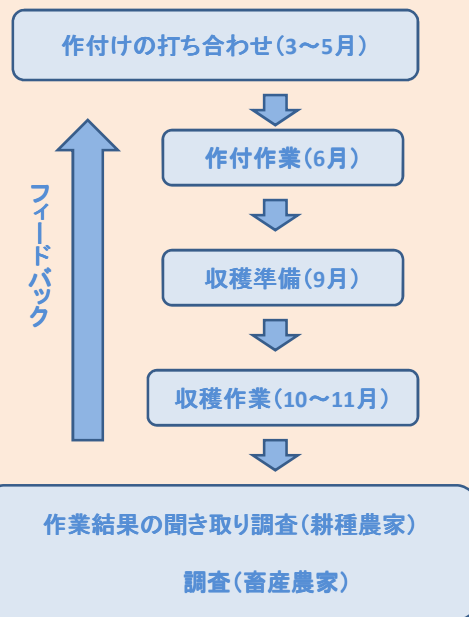 作付けの打ち合わせ（3～5月）
作付作業（6月）
収穫準備（9月）
収穫作業（10～11月）
フィードバック
作業結果の聞き取り調査（耕種農家）
調査（畜産農家）